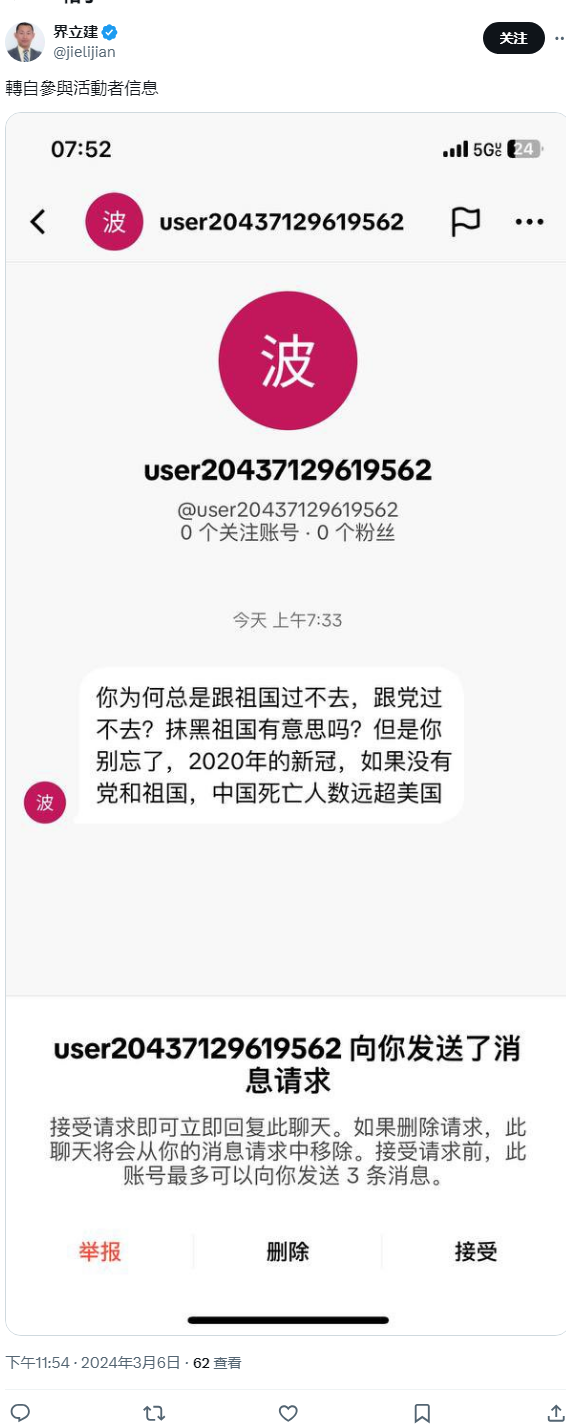 界立建
@jielijian
关注
轉自參與活動者信息
07:52
5G
24
波
user20437129619562
波
user20437129619562
@user20437129619562
0 个关注账号 · 0 个粉丝
今天 上午7:33
你为何总是跟祖国过不去，跟党过
不去？抹黑祖国有意思吗？但是你
别忘了，2020年的新冠，如果没有
党和祖国，中国死亡人数远超美国
波
user20437129619562 向你发送了消
息请求
接受请求即可立即回复此聊天。如果删除请求，此
聊天将会从你的消息请求中移除。接受请求前，此
账号最多可以向你发送 3 条消息。
举报
删除
接受
下午11:54 · 2024年3月6日 · 62 查看